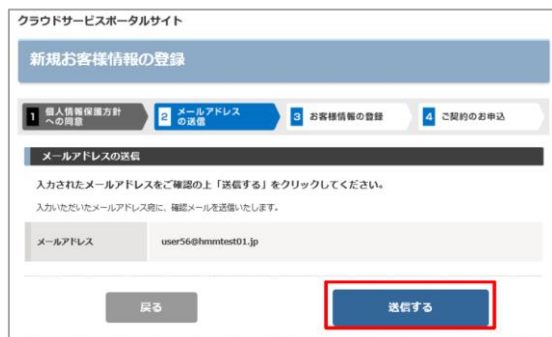 クラウドサービスポータルサイト
新規お客様情報の登録
1 個人情報保護方針
への同意
2 メールアドレス
の送信
3 お客様情報の登録
4 ご契約のお申込
メールアドレスの送信
入力されたメールアドレスをご確認の上「送信する」をクリックしてください。
入力いただいたメールアドレス宛に、確認メールを送信いたします。
メールアドレス user56@hmmtest01.jp
戻る 送信する